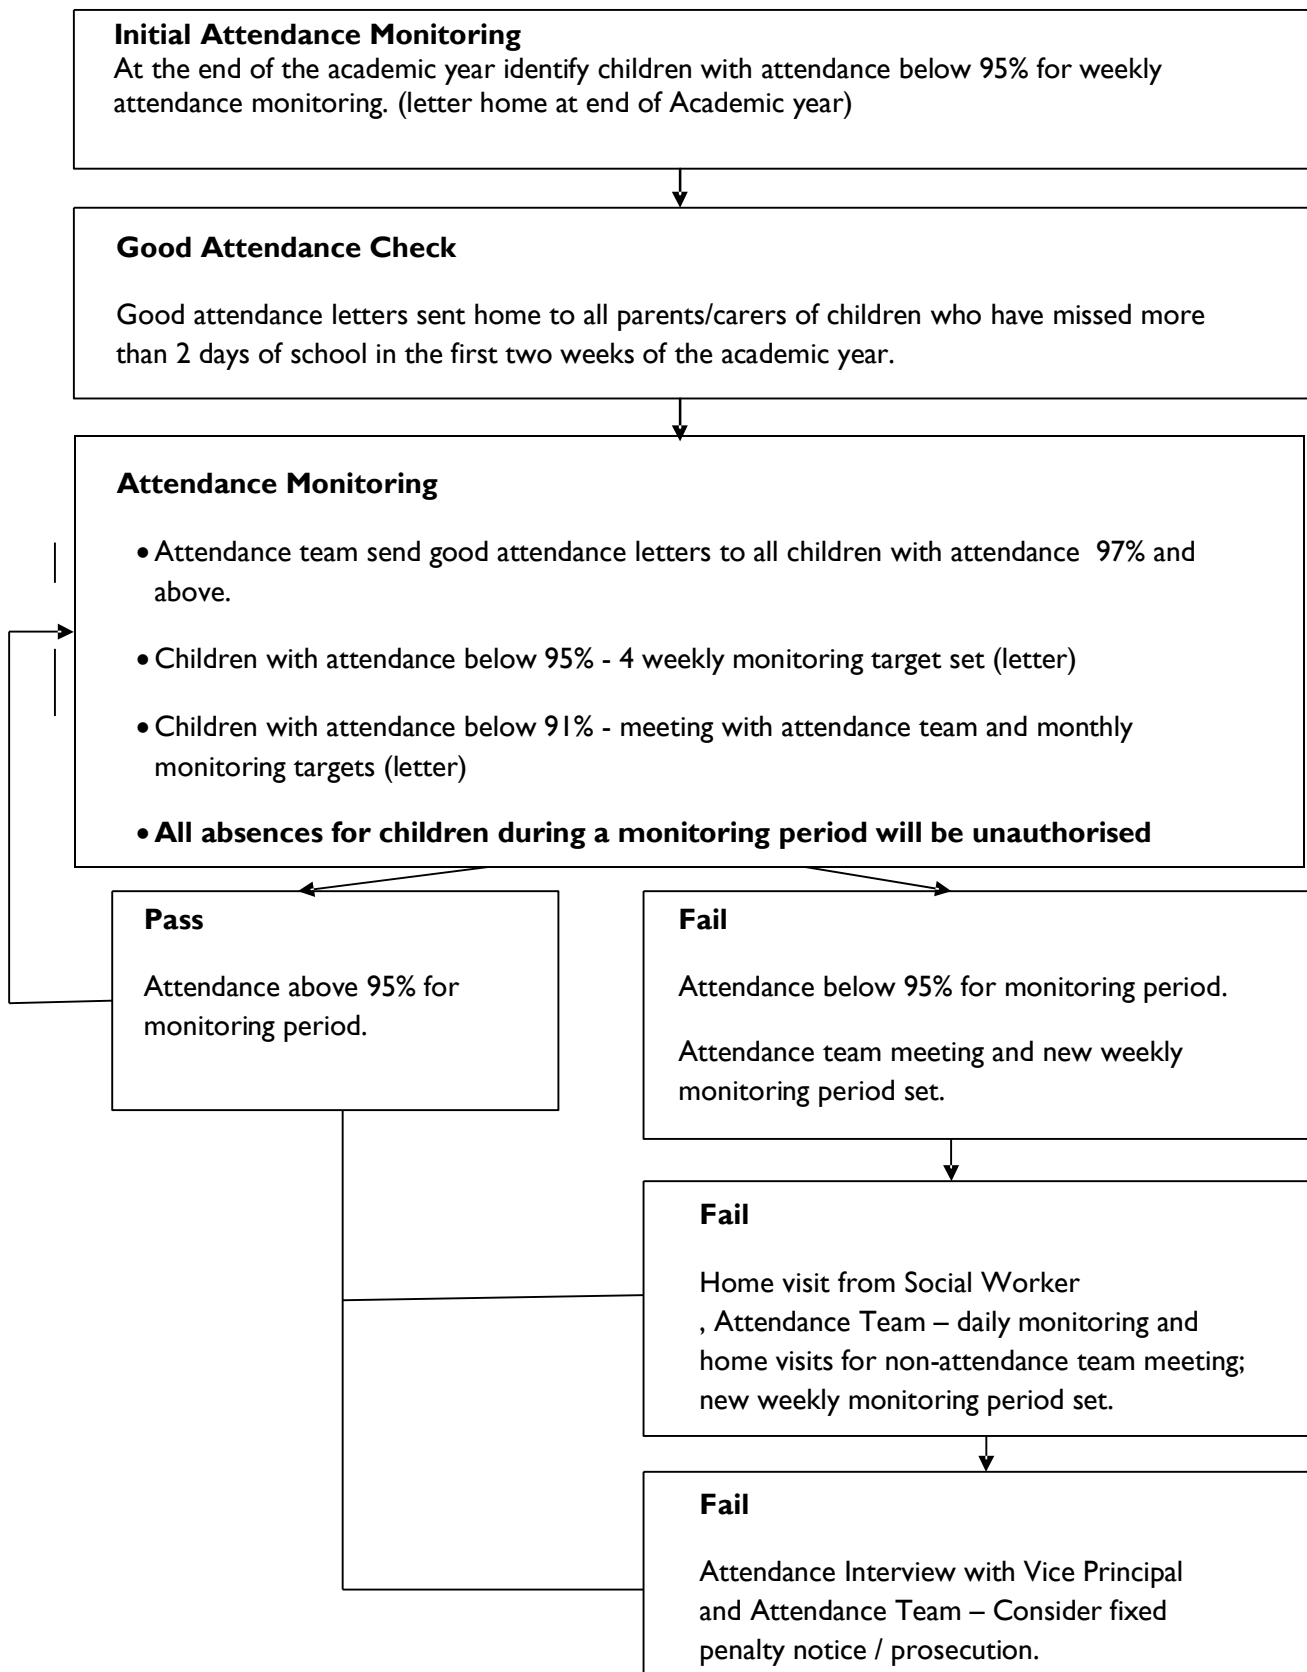 Initial Attendance Monitoring
At the end of the academic year identify children with attendance below 95% for weekly
attendance monitoring. (letter home at end of Academic year)
Good Attendance Check
Good attendance letters sent home to all parents/carers of children who have missed more
than 2 days of school in the first two weeks of the academic year.
Attendance Monitoring
• Attendance team send good attendance letters to all children with attendance  97% and
above.
• Children with attendance below 95% - 4 weekly monitoring target set (letter)
• Children with attendance below 91% - meeting with attendance team and monthly
monitoring targets (letter)
• All absences for children during a monitoring period will be unauthorised
Pass
Attendance above 95% for
monitoring period.
Fail
Attendance below 95% for monitoring period.
Attendance team meeting and new weekly
monitoring period set.
Fail
Home visit from Social Worker
, Attendance Team – daily monitoring and
home visits for non-attendance team meeting;
new weekly monitoring period set.
Fail
Attendance Interview with Vice Principal
and Attendance Team – Consider fixed
penalty notice / prosecution.